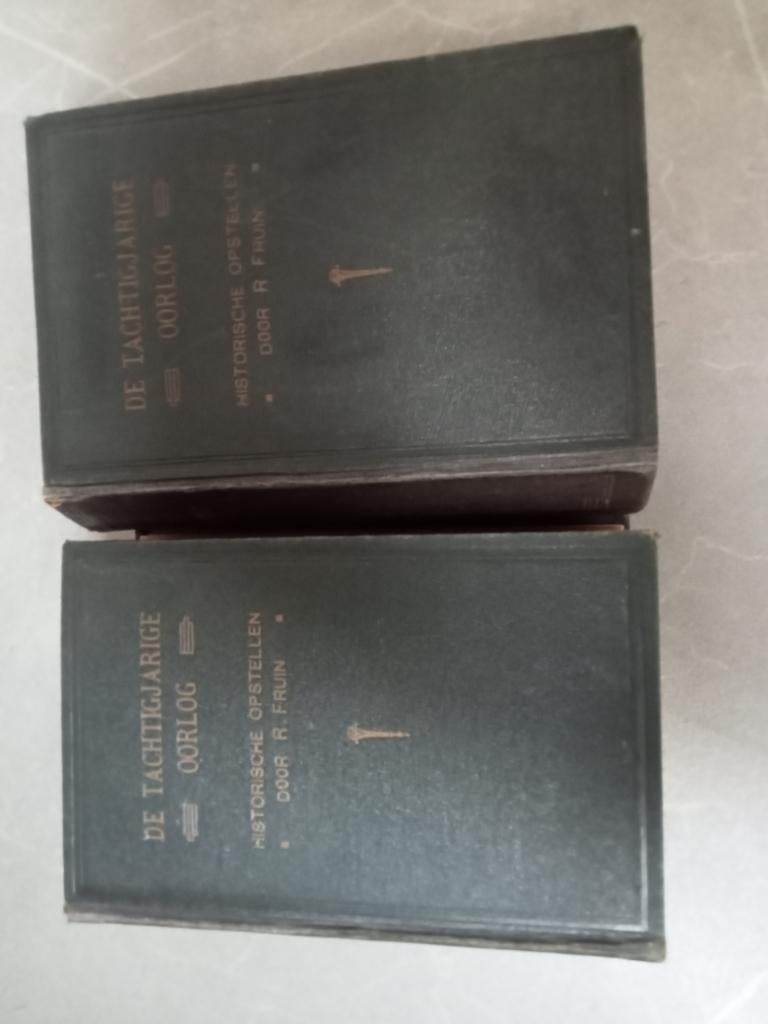 DE TACHTIGJARIGE
OORLOG
HISTORISCHE OPSTELLEN
DOOR R. FRUIN
DE TACHTIGJARIGE
OORLOG
HISTORISCHE OPSTELLEN
DOOR R. FRUIN